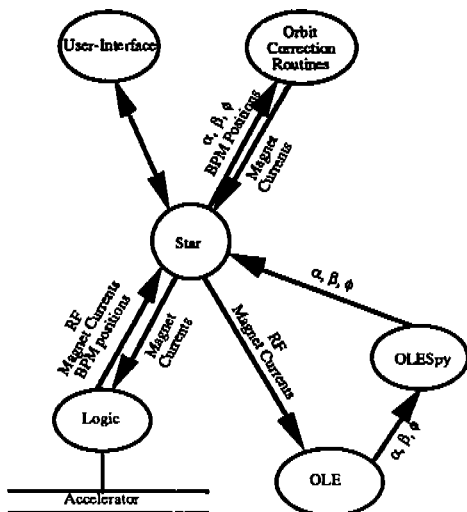 User-Interface
Orbit
Correction
Routines
α, β, φ
BPM Positions
Magnet
Currents
Star
α, β, φ
RF
Magnet Currents
BPM positions
Magnet
Currents
RF
Magnet Currents
OLESpy
Logic
α, β, φ
OLE
Accelerator